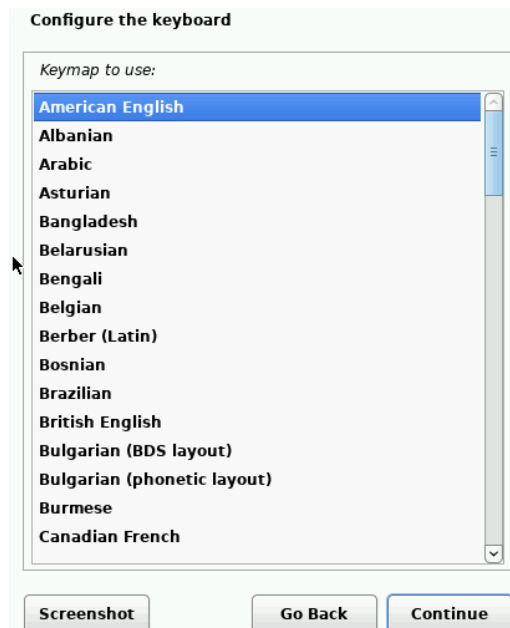 Configure the keyboard
Keymap to use:
American English
Albanian
Arabic
Asturian
Bangladesh
Belarusian
Bengali
Belgian
Berber (Latin)
Bosnian
Brazilian
British English
Bulgarian (BDS layout)
Bulgarian (phonetic layout)
Burmese
Canadian French
Screenshot Go Back Continue